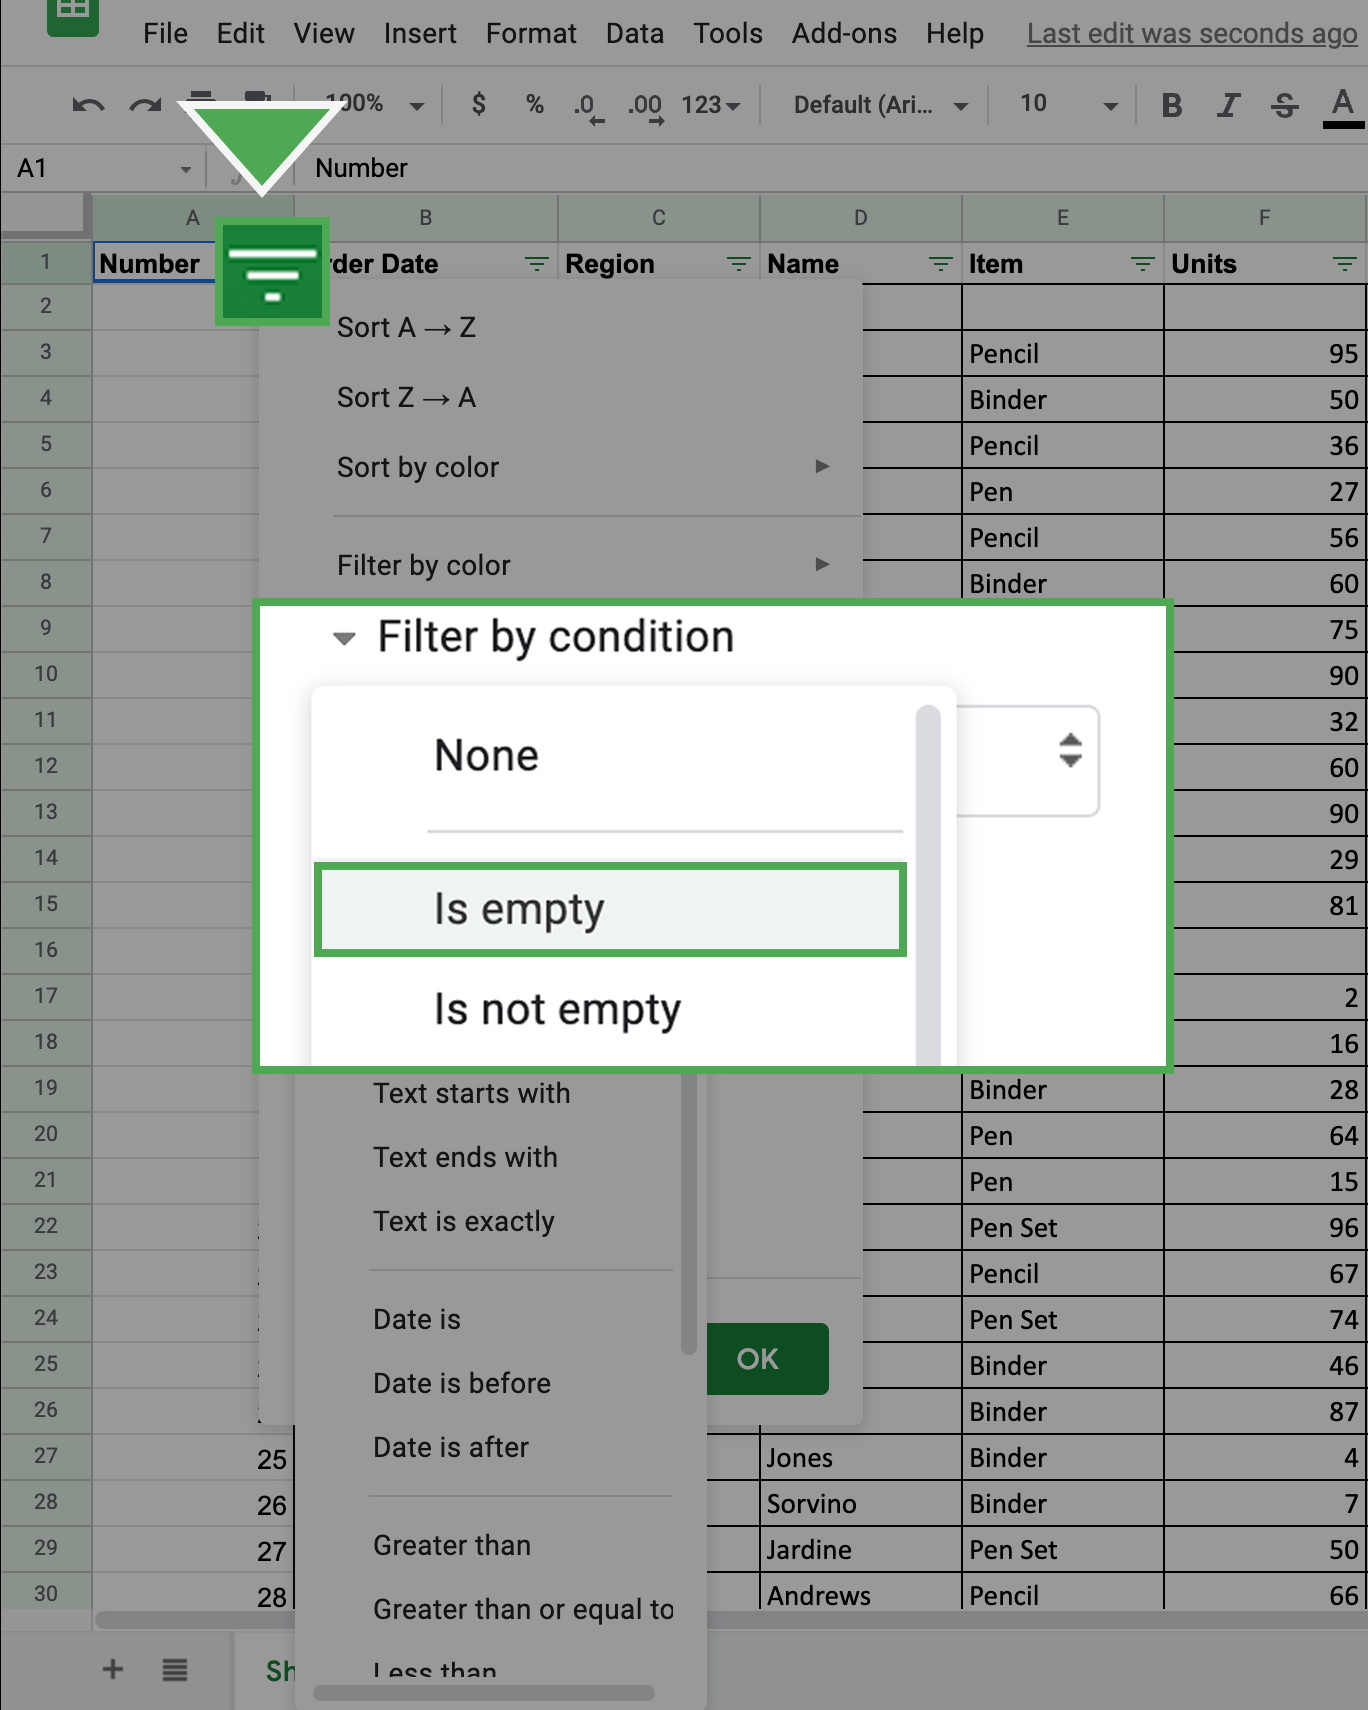 File Edit View Insert Format Data Tools Add-ons Help Last edit was seconds ago
100% $ % .0 .00 123 Default (Ari... 10 B I S A
A1 Number
A B C D E F
1 Number rder Date Region Name Item Units
2
3 Pencil 95
4 Binder 50
5 Pencil 36
6 Pen 27
7 Pencil 56
8 Binder 60
9 75
10 90
11 32
12 60
13 90
14 29
15 81
16
17 2
18 16
19 Binder 28
20 Pen 64
21 Pen 15
22 Pen Set 96
23 Pencil 67
24 Pen Set 74
25 Binder 46
26 Binder 87
27 25 Jones Binder 4
28 26 Sorvino Binder 7
29 27 Jardine Pen Set 50
30 28 Andrews Pencil 66
Sort A → Z
Sort Z → A
Sort by color
Filter by color
Filter by condition
None
Is empty
Is not empty
Text starts with
Text ends with
Text is exactly
Date is
Date is before
Date is after
Greater than
Greater than or equal to
Less than
OK
Sh